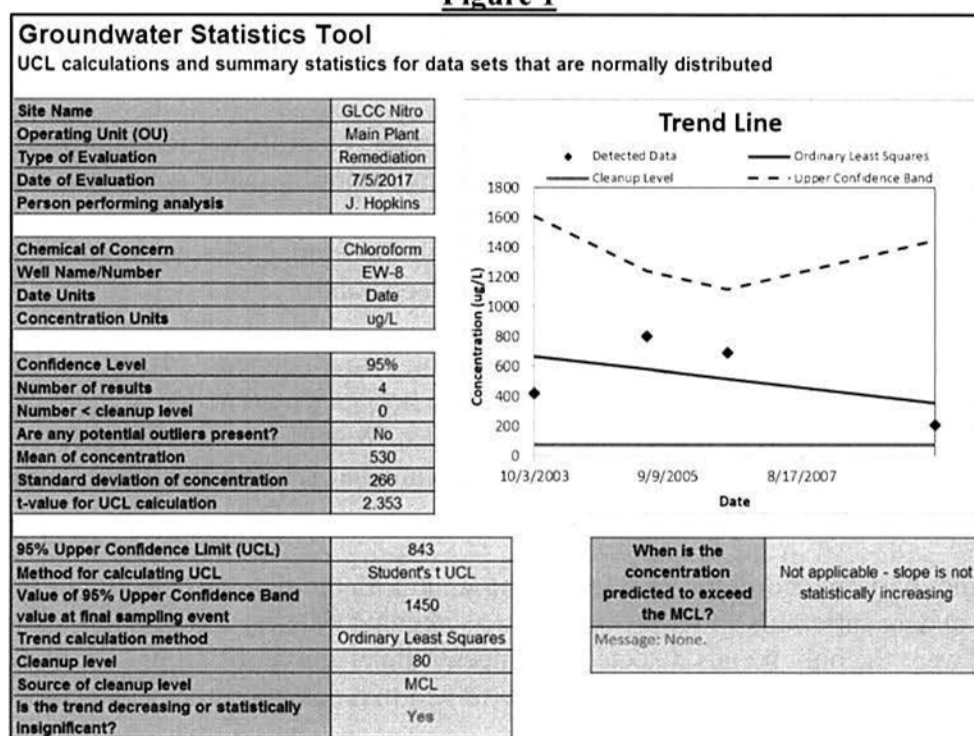 Figure 1
Groundwater Statistics Tool
UCL calculations and summary statistics for data sets that are normally distributed
Site Name GLCC Nitro
Operating Unit (OU) Main Plant
Type of Evaluation Remediation
Date of Evaluation 7/5/2017
Person performing analysis J. Hopkins
Chemical of Concern Chloroform
Well Name/Number EW-8
Date Units Date
Concentration Units ug/L
Confidence Level 95%
Number of results 4
Number < cleanup level 0
Are any potential outliers present? No
Mean of concentration 530
Standard deviation of concentration 266
t-value for UCL calculation 2.353
Trend Line
Detected Data Ordinary Least Squares
Cleanup Level Upper Confidence Band
1800
1600
1400
1200
1000
800
600
400
200
0
Concentration (ug/L)
10/3/2003 9/9/2005 8/17/2007
Date
95% Upper Confidence Limit (UCL) 843
Method for calculating UCL Student's t UCL
Value of 95% Upper Confidence Band
value at final sampling event 1450
Trend calculation method Ordinary Least Squares
Cleanup level 80
Source of cleanup level MCL
Is the trend decreasing or statistically
insignificant? Yes
When is the
concentration
predicted to exceed
the MCL?
Not applicable - slope is not
statistically increasing
Message: None.